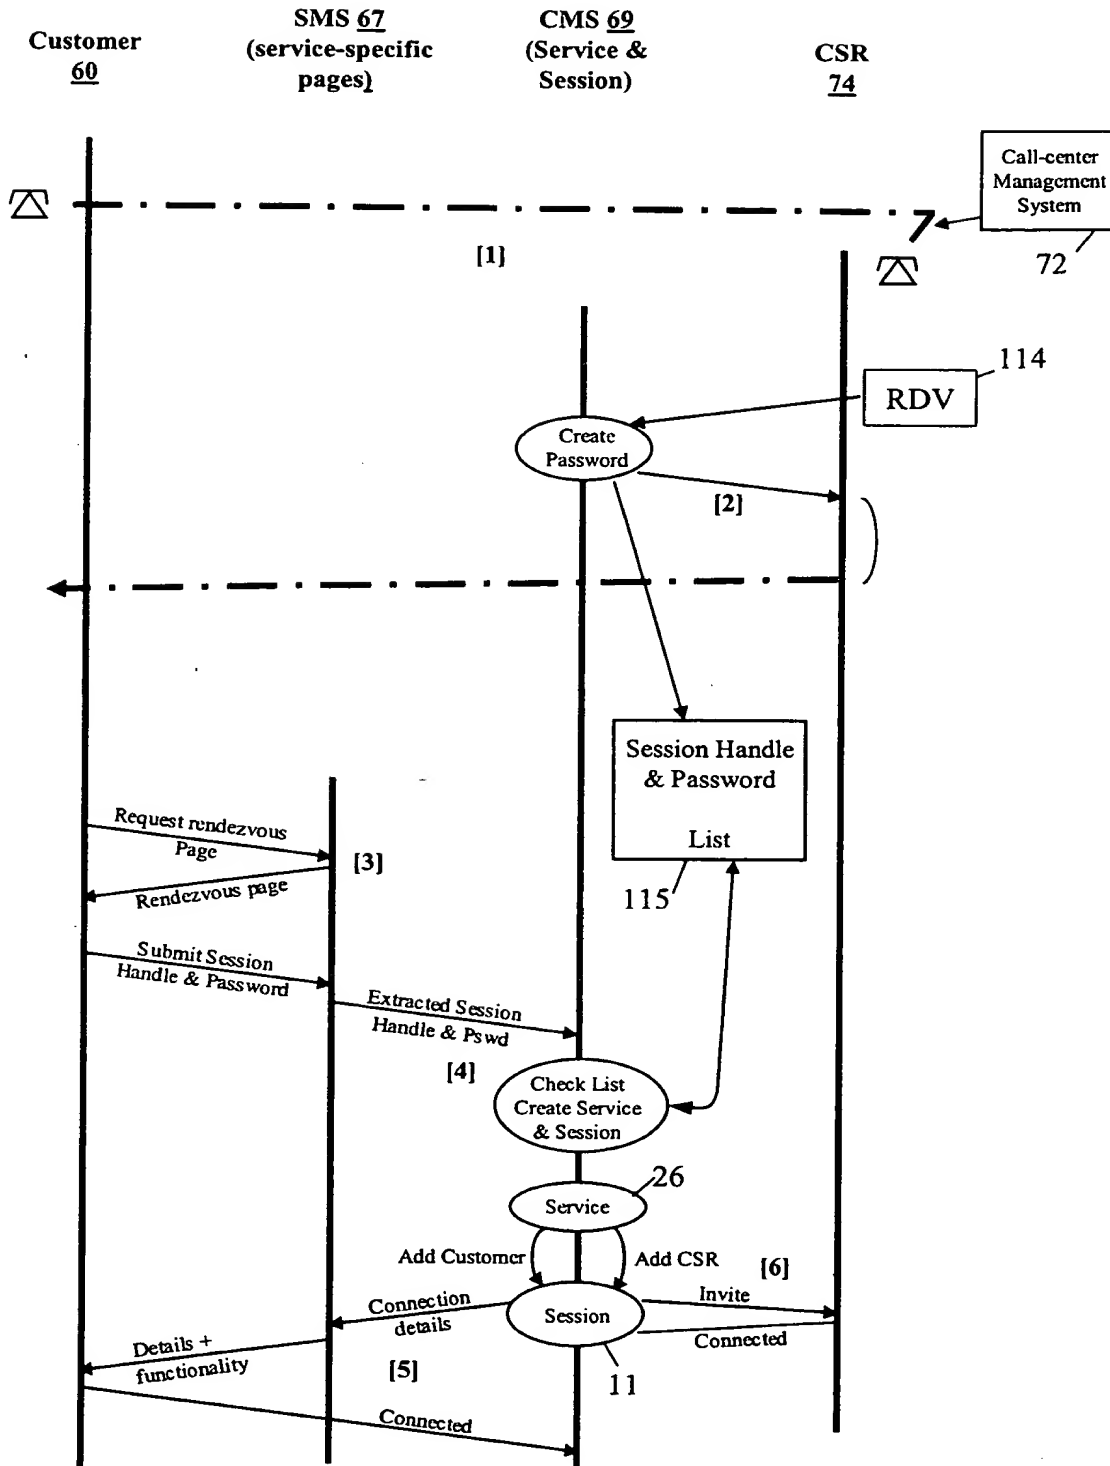 Customer
60
SMS 67
(service-specific
pages)
CMS 69
(Service &
Session)
CSR
74
Call-center
Management
System
72
[1]
114
RDV
Create
Password
[2]
Session Handle
& Password
List
115
Request rendezvous
Page
[3]
Rendezvous page
Submit Session
Handle & Password
Extracted Session
Handle & Pswd
[4]
Check List
Create Service
& Session
26
Service
Add Customer
Add CSR
[6]
Invite
Connection
details
Session
Connected
Details +
functionality
[5]
11
Connected